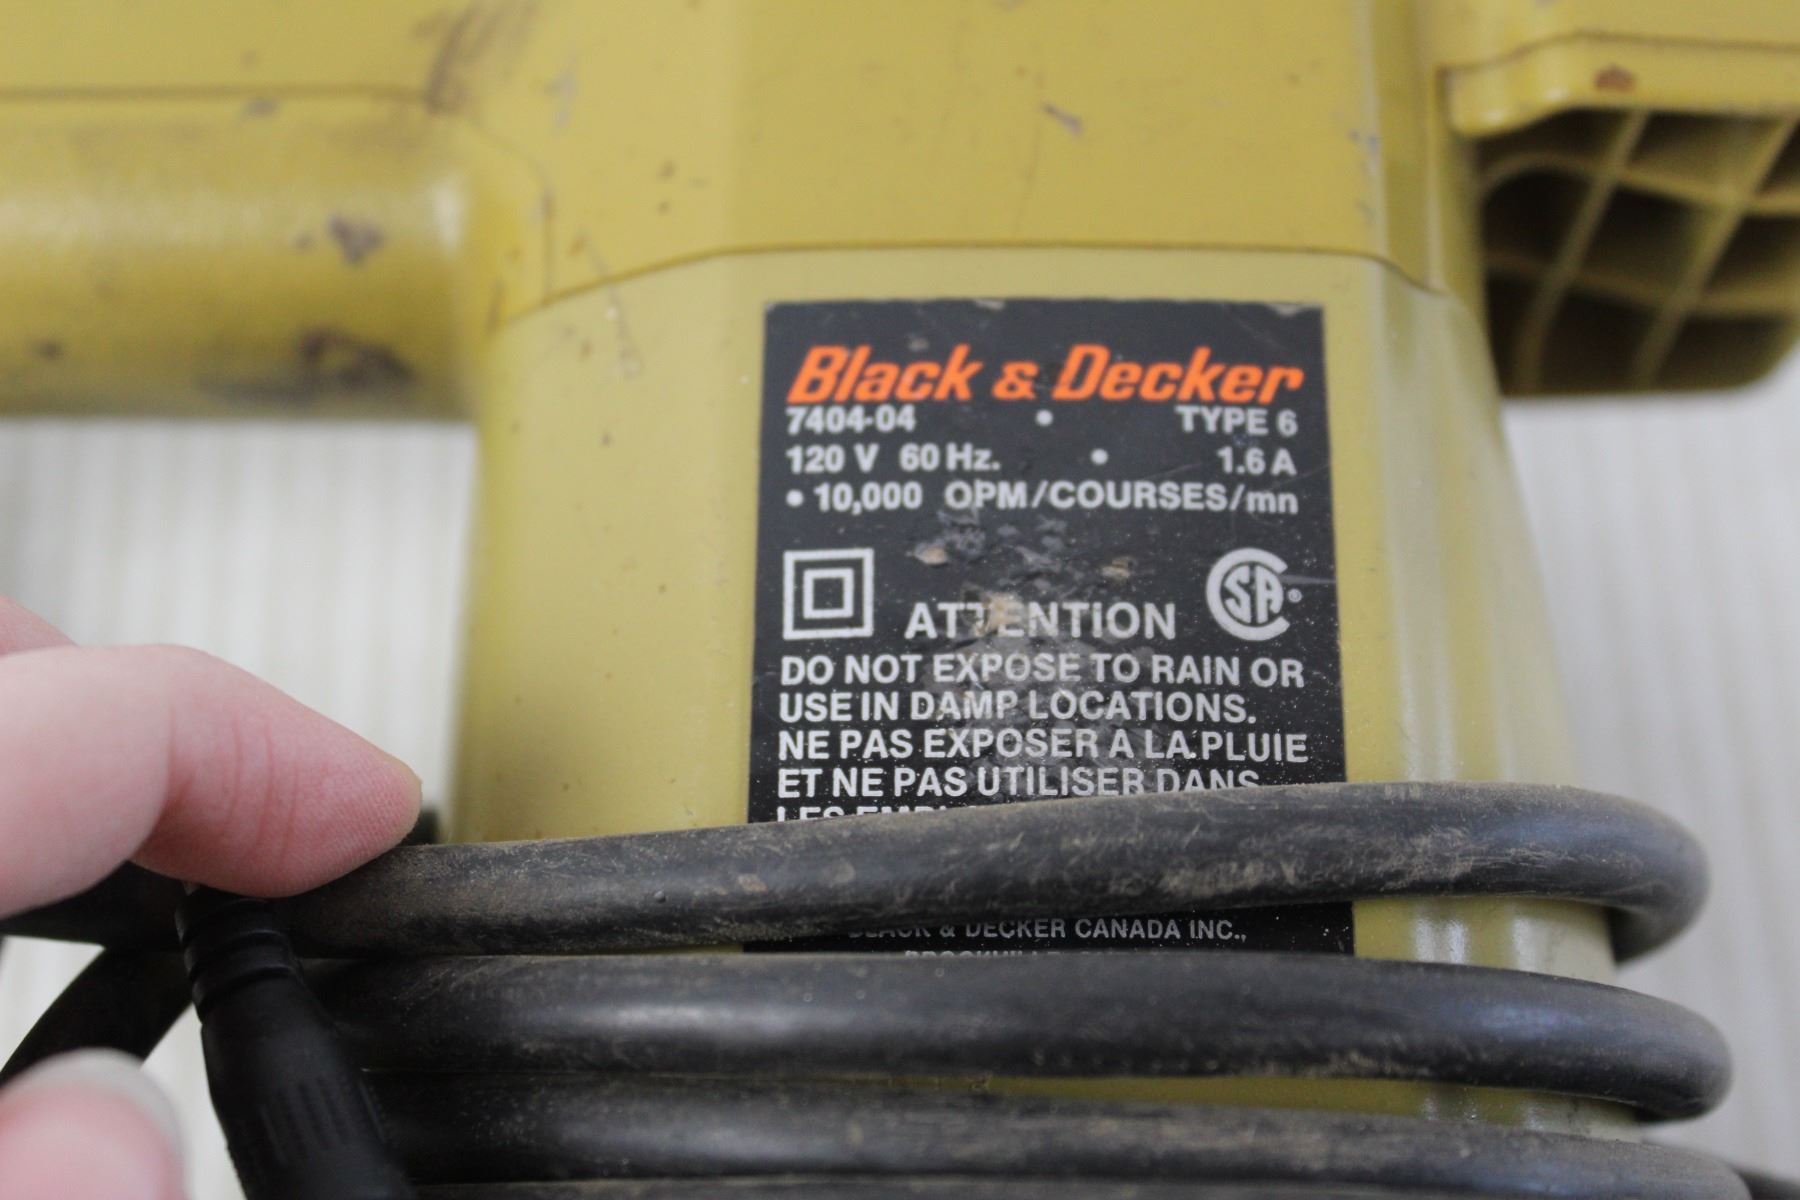 Black & Decker
7404-04 • TYPE 6
120 V 60 Hz. • 1.6 A
• 10,000 OPM/COURSES/mn
CSA®
ATTENTION
DO NOT EXPOSE TO RAIN OR
USE IN DAMP LOCATIONS.
NE PAS EXPOSER À LA PLUIE
ET NE PAS UTILISER DANS
LES
BLACK & DECKER CANADA INC.,